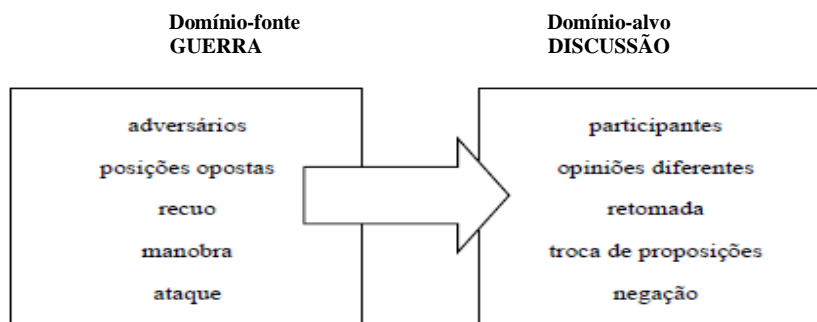 Domínio-fonte
GUERRA
Domínio-alvo
DISCUSSÃO
adversários
posições opostas
recuo
manobra
ataque
participantes
opiniões diferentes
retomada
troca de proposições
negação